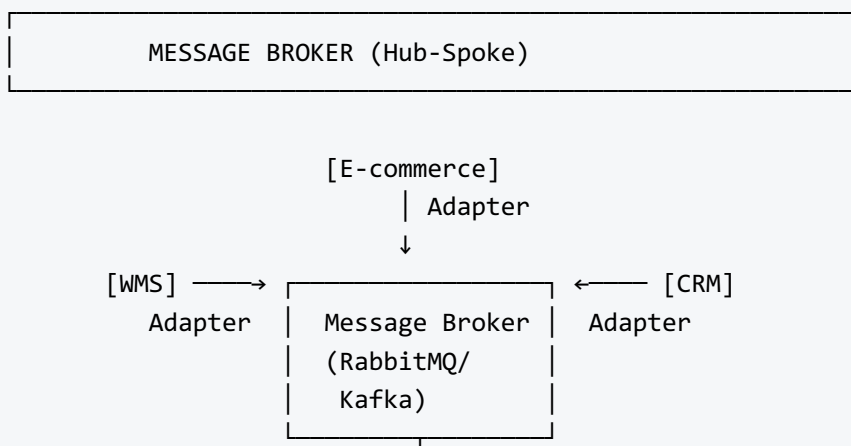 MESSAGE BROKER (Hub-Spoke)
[E-commerce]
│ Adapter
↓
[WMS] ────→ ←──── [CRM]
Adapter │ Message Broker │ Adapter
│ (RabbitMQ/ │
│ Kafka) │